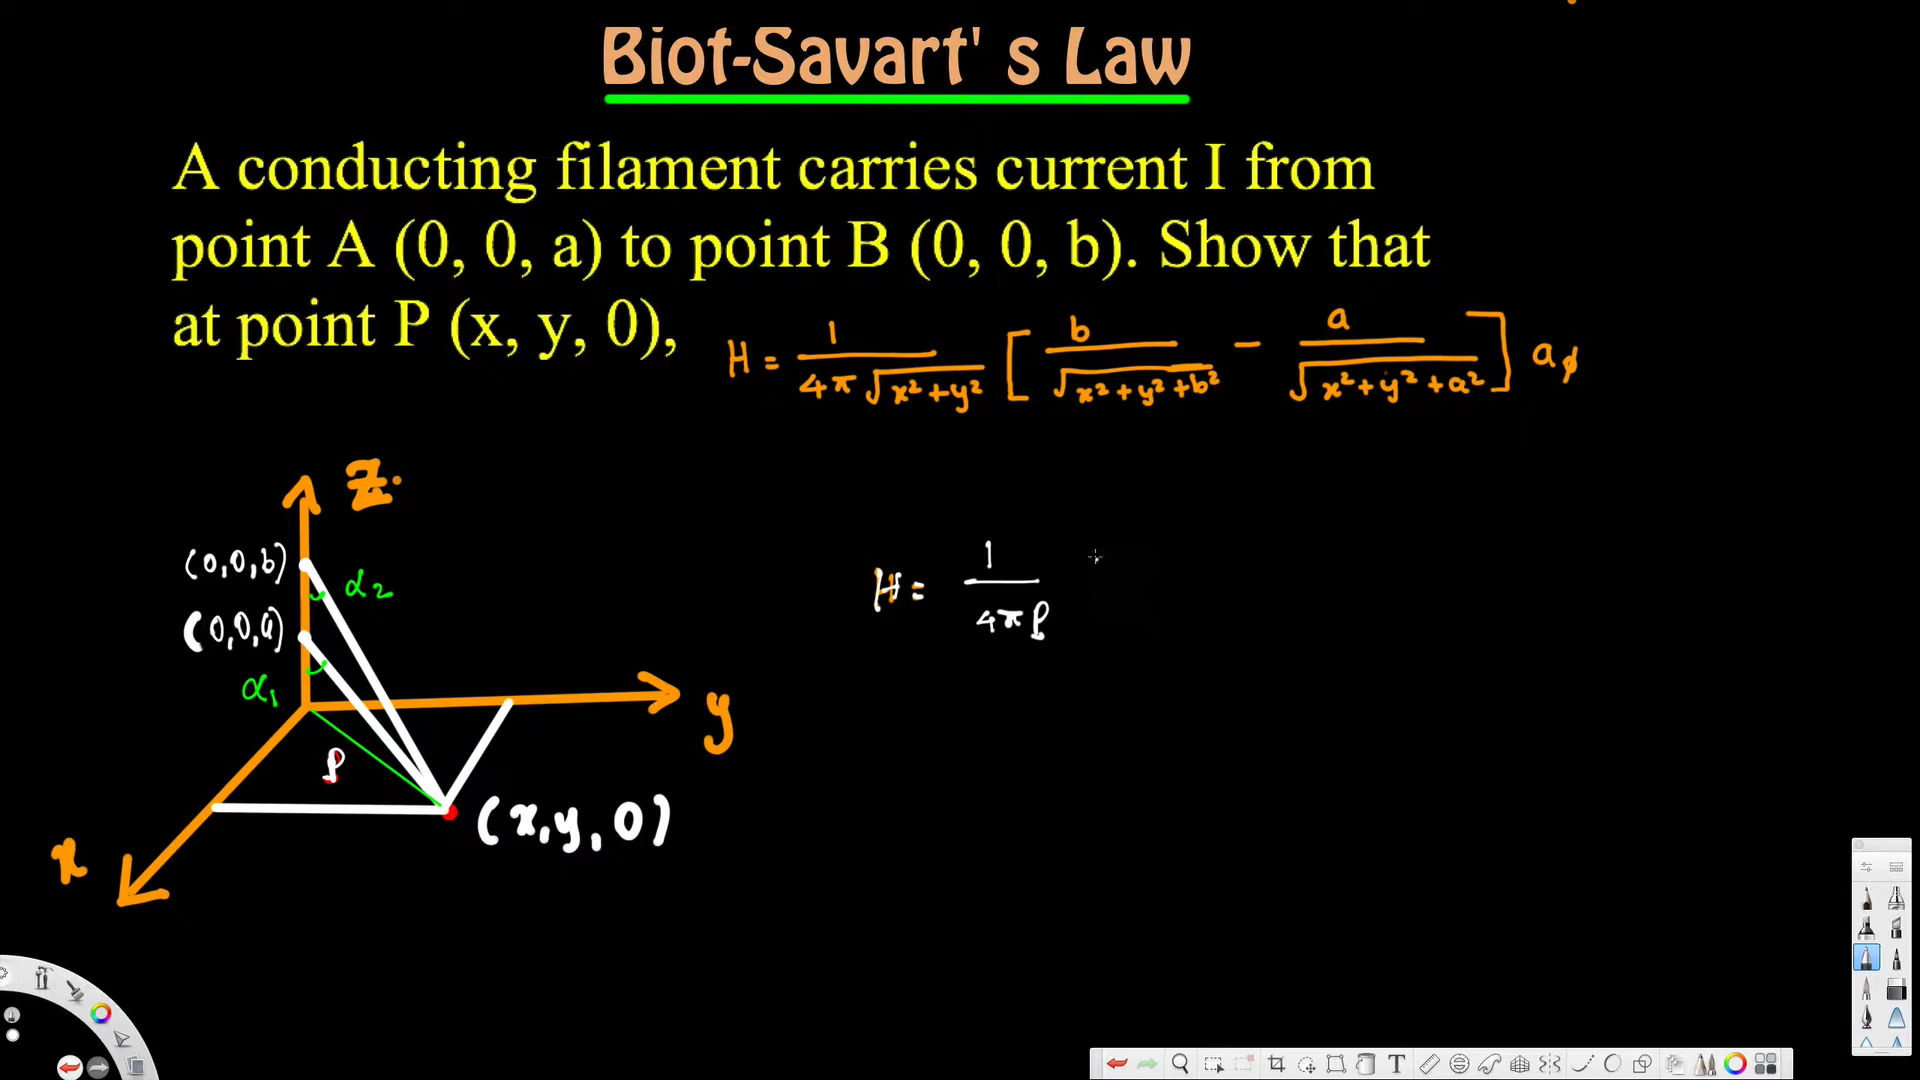 Biot-Savart' s Law
A conducting filament carries current I from
point A (0, 0, a) to point B (0, 0, b). Show that
at point P (x, y, 0),
H = 1 / 4π √x²+y² [ b / √x²+y²+b² − a / √x²+y²+a² ] aϕ
Z
(0,0,b)
α2
(0,0,a)
α1
y
ρ
(x,y,0)
x
H = 1 / 4πρ